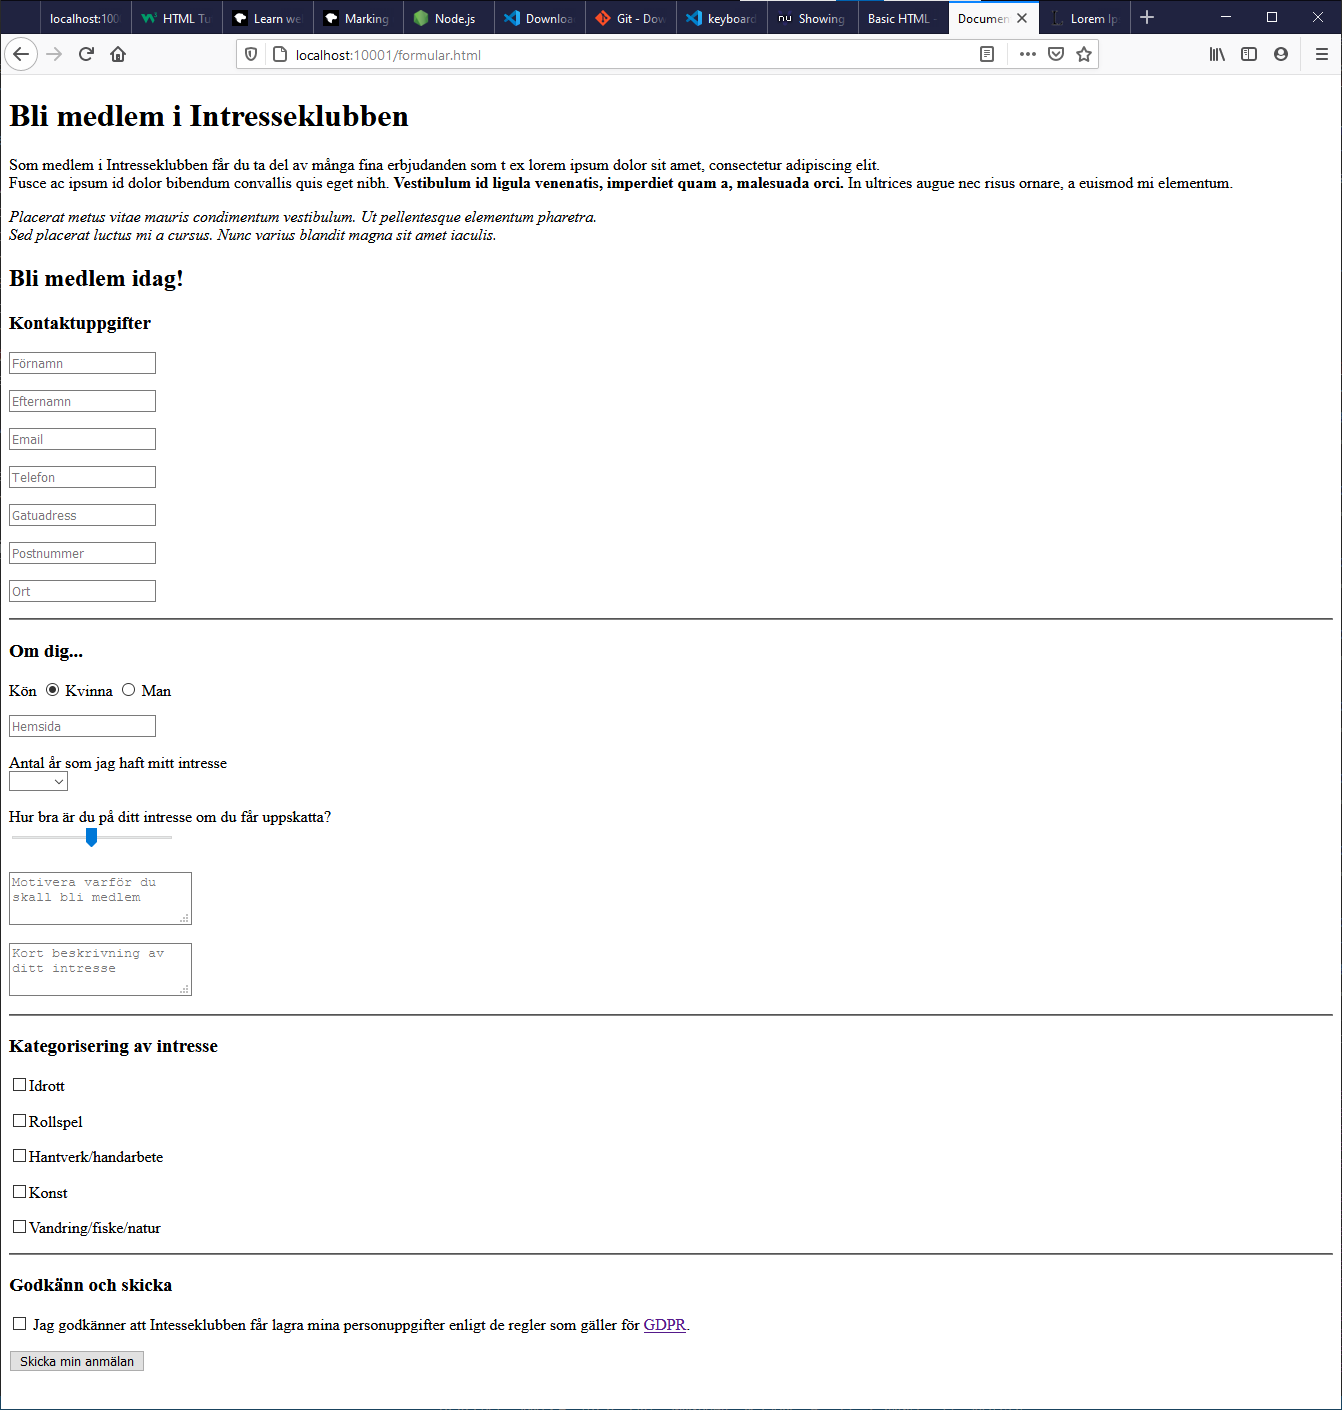 localhost:100
HTML Tu
Learn we
Marking
Node.js
Downloa
Git - Dow
keyboard
Showing
Basic HTML -
Documen
Lorem Ip
localhost:10001/formular.html
Bli medlem i Intresseklubben
Som medlem i Intresseklubben får du ta del av många fina erbjudanden som t ex lorem ipsum dolor sit amet, consectetur adipiscing elit.
Fusce ac ipsum id dolor bibendum convallis quis eget nibh. Vestibulum id ligula venenatis, imperdiet quam a, malesuada orci. In ultrices augue nec risus ornare, a euismod mi elementum.
Placerat metus vitae mauris condimentum vestibulum. Ut pellentesque elementum pharetra.
Sed placerat luctus mi a cursus. Nunc varius blandit magna sit amet iaculis.
Bli medlem idag!
Kontaktuppgifter
Förnamn
Efternamn
Email
Telefon
Gatuadress
Postnummer
Ort
Om dig...
Kön Kvinna Man
Hemsida
Antal år som jag haft mitt intresse
Hur bra är du på ditt intresse om du får uppskatta?
Motivera varför du
skall bli medlem
Kort beskrivning av
ditt intresse
Kategorisering av intresse
Idrott
Rollspel
Hantverk/handarbete
Konst
Vandring/fiske/natur
Godkänn och skicka
Jag godkänner att Intesseklubben får lagra mina personuppgifter enligt de regler som gäller för GDPR.
Skicka min anmälan